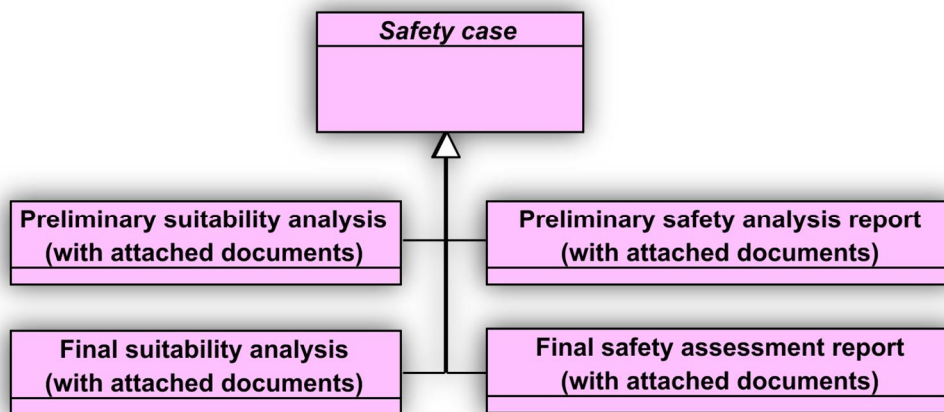 Safety case
Preliminary suitability analysis
(with attached documents)
Preliminary safety analysis report
(with attached documents)
Final suitability analysis
(with attached documents)
Final safety assessment report
(with attached documents)